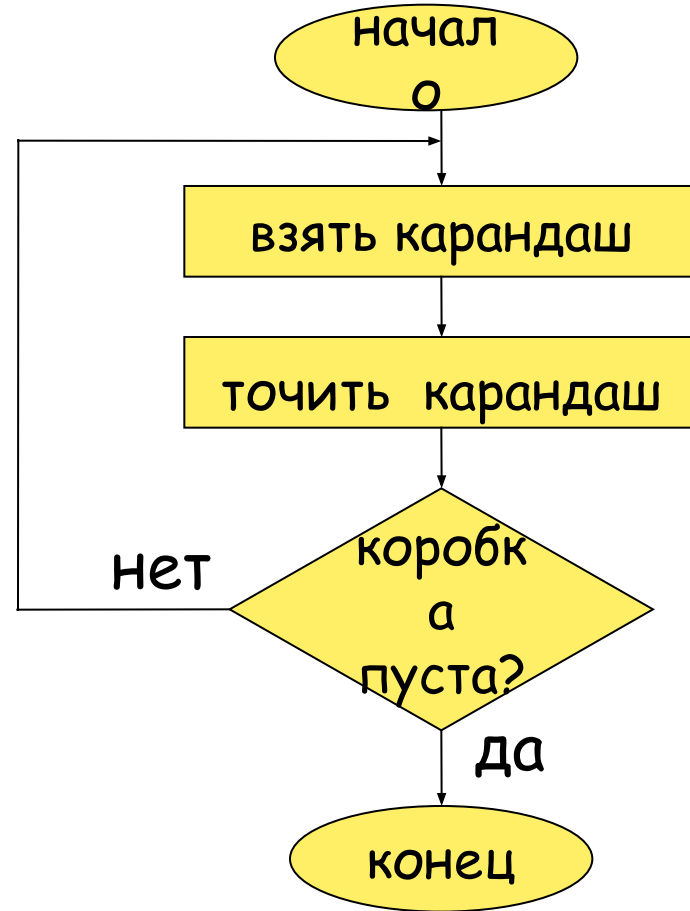 начал
о
взять карандаш
точить карандаш
коробк
а
пуста?
нет
да
конец